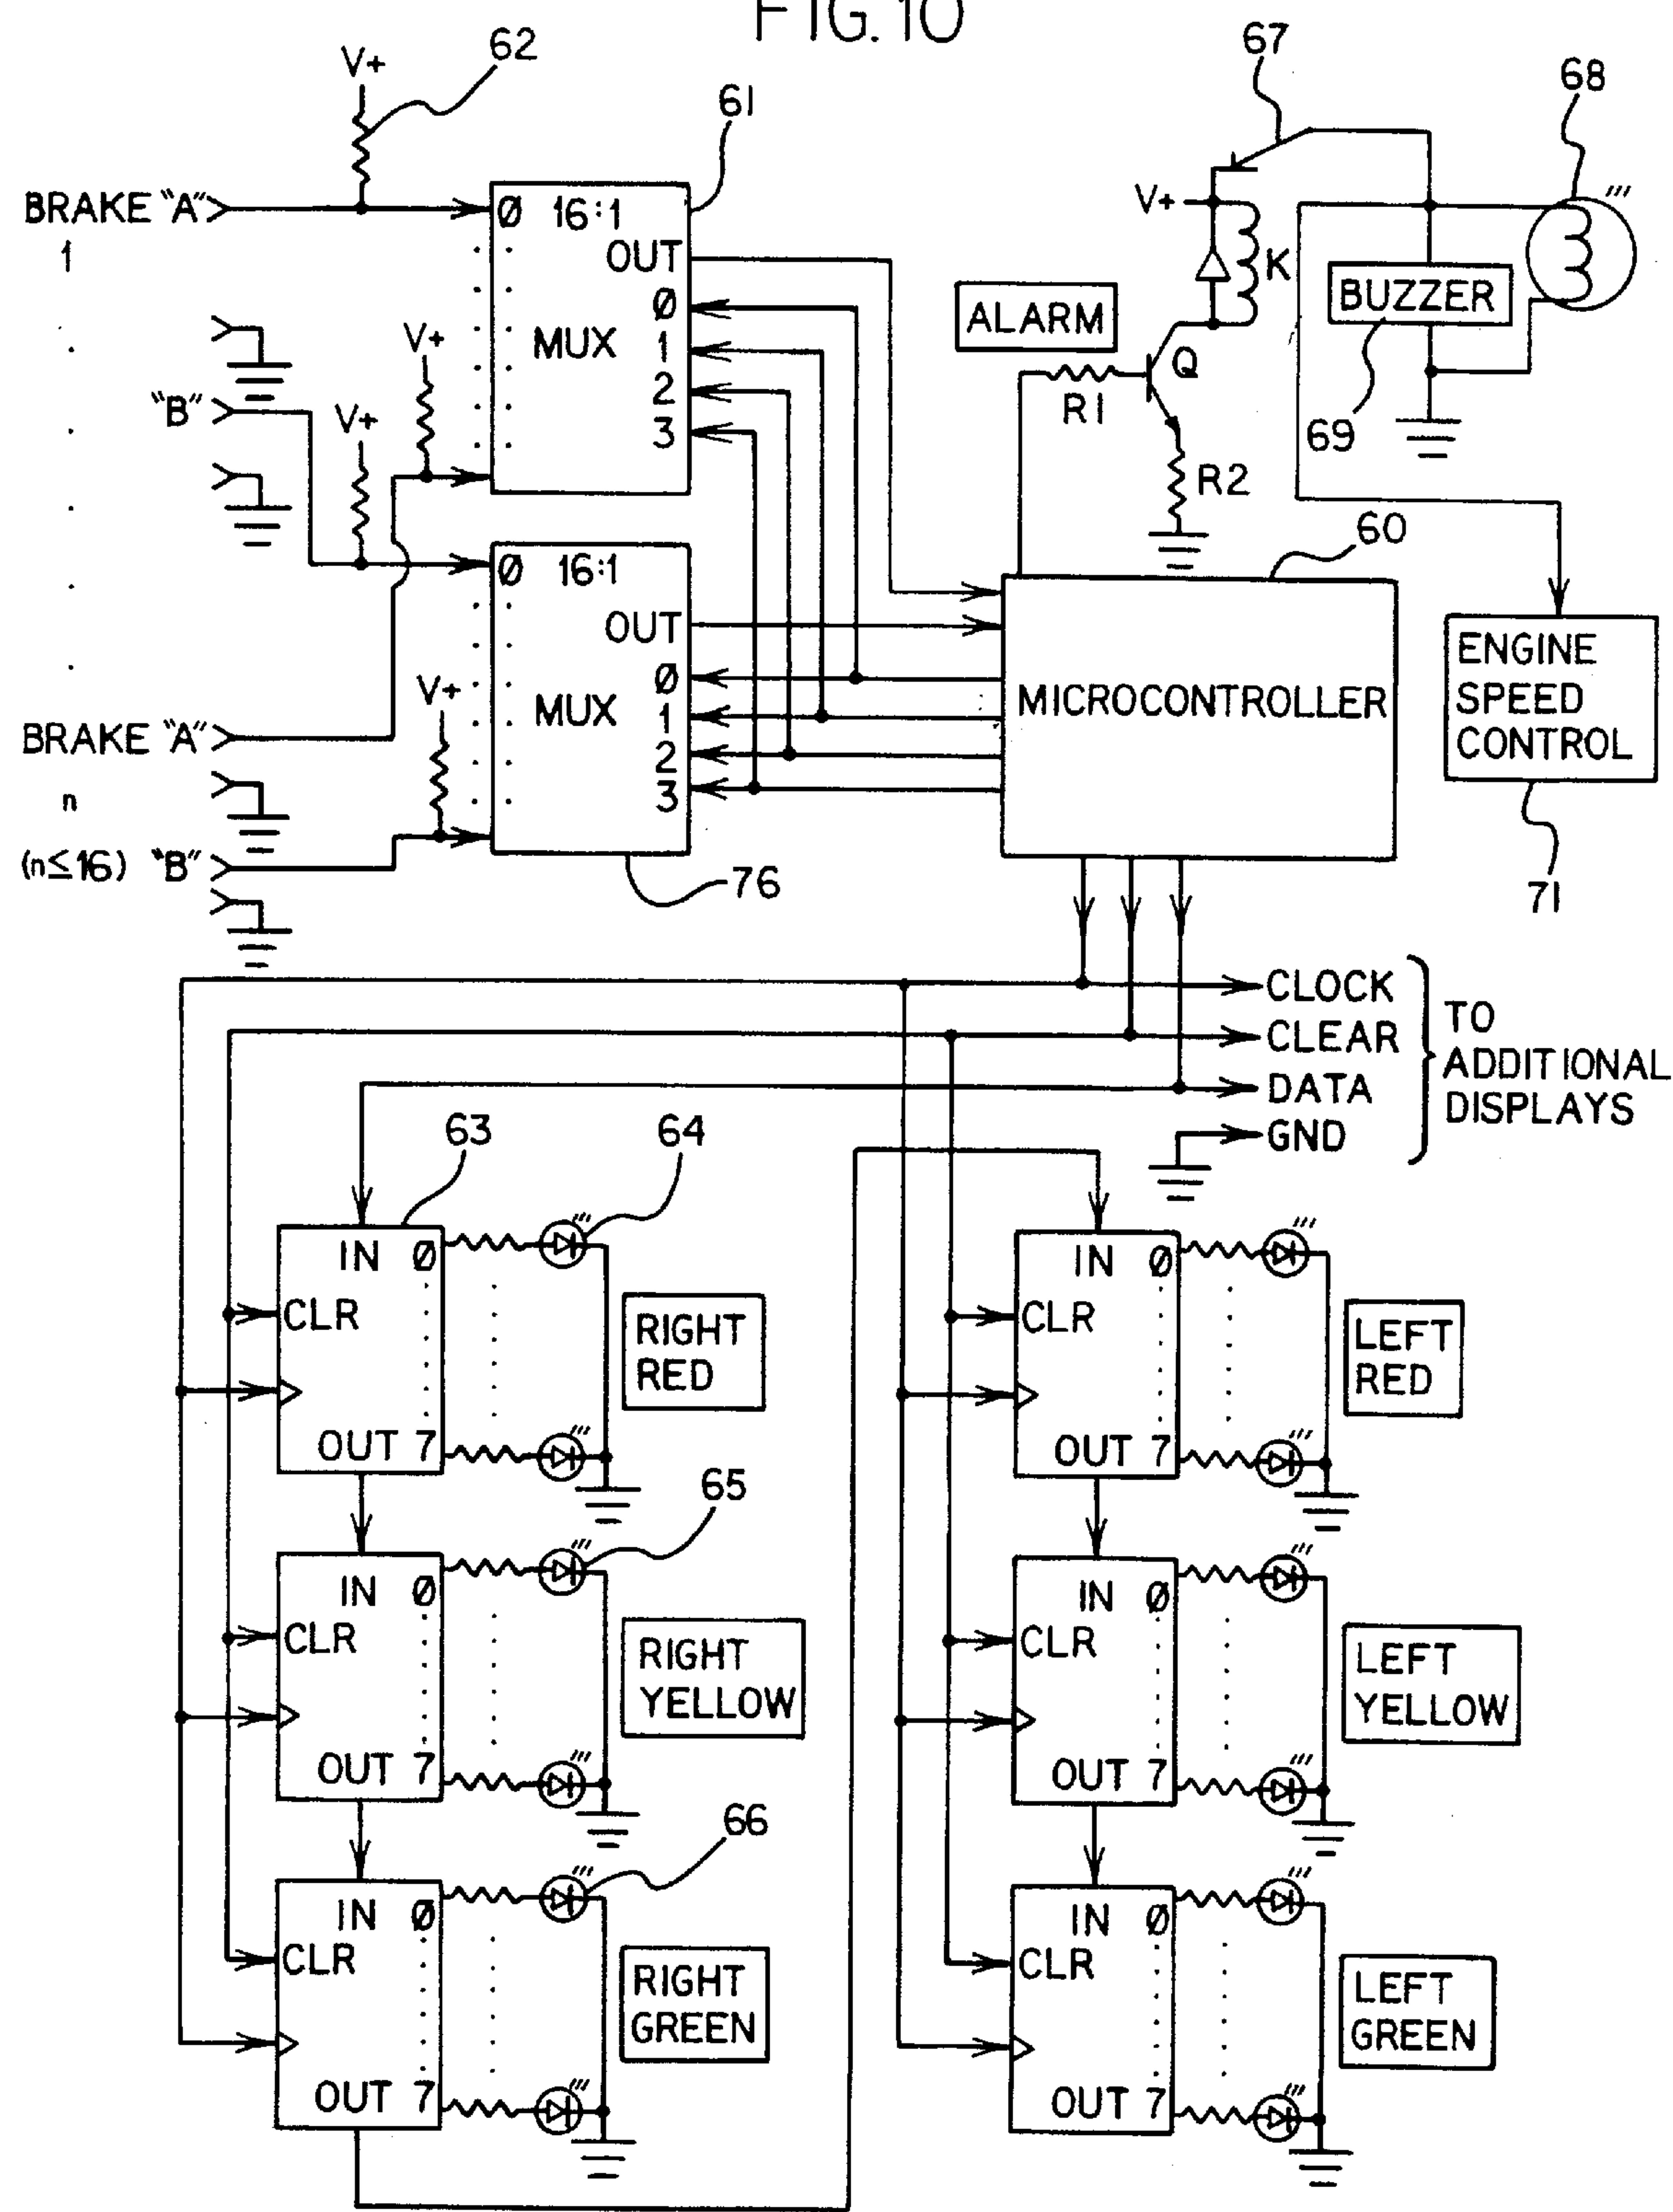 FIG. 10
62
V+
61
67
68
BRAKE "A"
1
Ø 16:1
OUT
Ø
1
2
3
MUX
V+
K
BUZZER
69
ALARM
Q
R1
R2
V+
"B"
V+
Ø 16:1
OUT
Ø
1
2
3
MUX
76
V+
BRAKE "A"
n
(n≤16) "B"
60
MICROCONTROLLER
ENGINE
SPEED
CONTROL
71
CLOCK
CLEAR
DATA
GND
TO
ADDITIONAL
DISPLAYS
63
64
IN Ø
CLR
OUT 7
RIGHT
RED
IN Ø
CLR
OUT 7
LEFT
RED
65
IN Ø
CLR
OUT 7
RIGHT
YELLOW
IN Ø
CLR
OUT 7
LEFT
YELLOW
66
IN Ø
CLR
OUT 7
RIGHT
GREEN
IN Ø
CLR
OUT 7
LEFT
GREEN